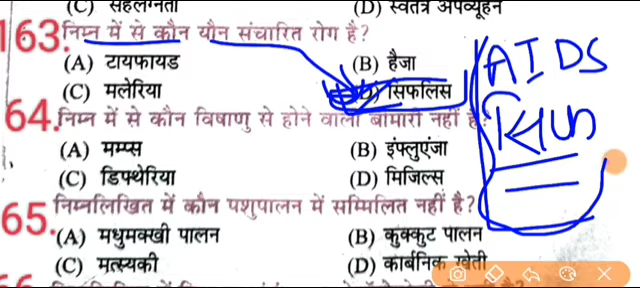 (C) सहलग्नता (D) स्वतंत्र अपव्यूहन
163. निम्न में से कौन यौन संचारित रोग है?
(A) टायफायड (B) हैजा
(C) मलेरिया (D) सिफलिस
64. निम्न में से कौन विषाणु से होने वाली बीमारी नहीं है?
(A) मम्प्स (B) इंफ्लुएंजा
(C) डिफ्थेरिया (D) मिजिल्स
65. निम्नलिखित में कौन पशुपालन में सम्मिलित नहीं है?
(A) मधुमक्खी पालन (B) कुक्कुट पालन
(C) मत्स्यकी (D) कार्बनिक खेती
AIDS